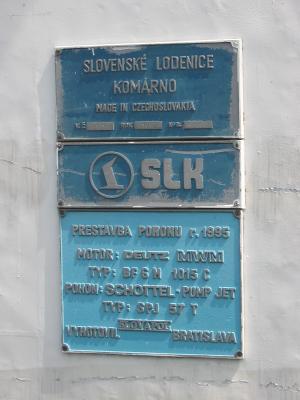 SLOVENSKÉ LODENICE
KOMÁRNO
MADE IN CZECHOSLOVAKIA
SLK
PRESTAVBA POHONU r. 1995
MOTOR: DEUTZ MWM
TYP: BF 6 M 1015 C
POHON: SCHOTTEL-PUMP JET
TYP: SPJ 57 T
VYHOTOVIL BRATISLAVA